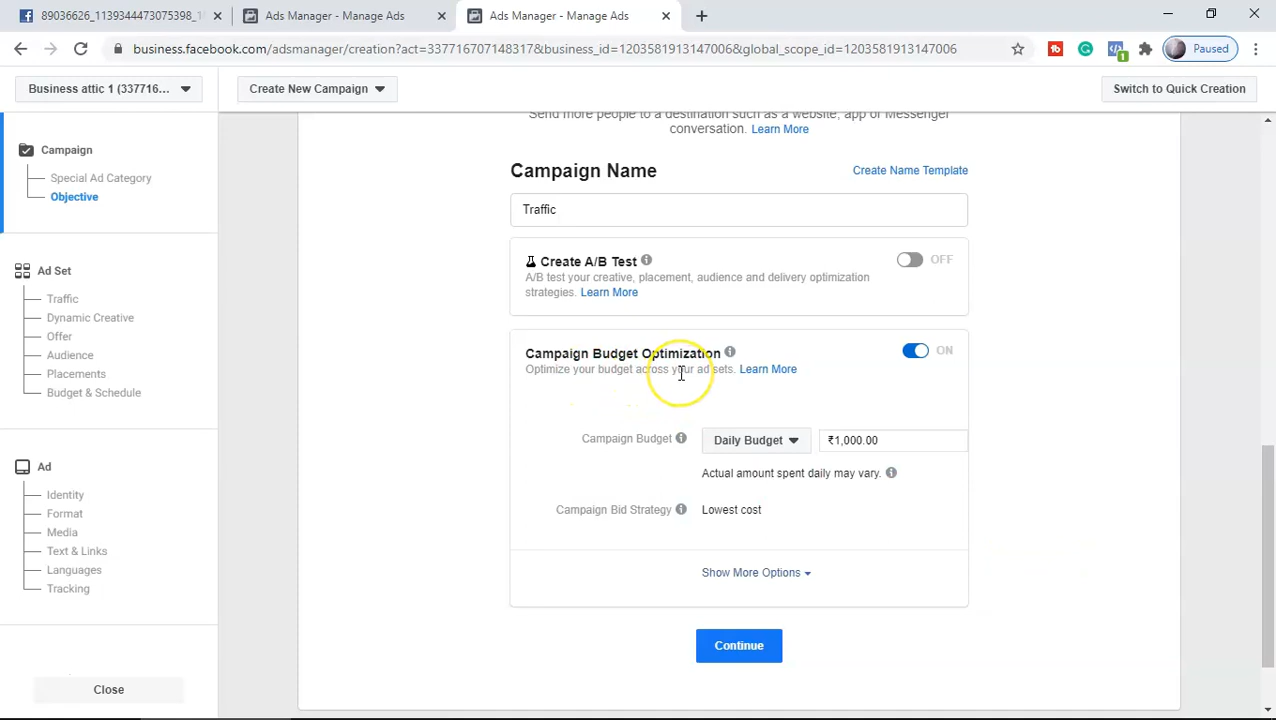 89036626_1139344473075398_1
Ads Manager - Manage Ads
Ads Manager - Manage Ads
business.facebook.com/adsmanager/creation?act=337716707148317&business_id=1203581913147006&global_scope_id=1203581913147006
1
Paused
Business attic 1 (337716...
Create New Campaign
Switch to Quick Creation
Campaign
Special Ad Category
Objective
Ad Set
Traffic
Dynamic Creative
Offer
Audience
Placements
Budget & Schedule
Ad
Identity
Format
Media
Text & Links
Languages
Tracking
Close
Send more people to a destination such as a website, app or Messenger
conversation. Learn More
Campaign Name
Create Name Template
Traffic
Create A/B Test
OFF
A/B test your creative, placement, audience and delivery optimization
strategies. Learn More
Campaign Budget Optimization
ON
Optimize your budget across your ad sets. Learn More
Campaign Budget
Daily Budget
₹1,000.00
Actual amount spent daily may vary.
Campaign Bid Strategy
Lowest cost
Show More Options
Continue